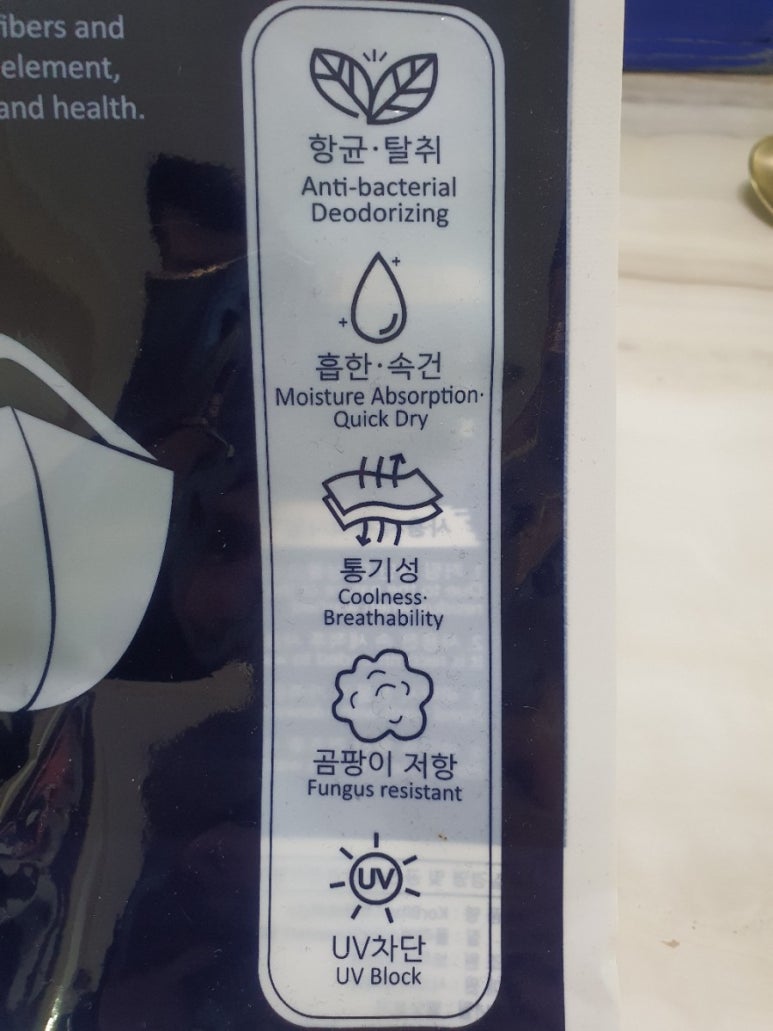 fibers and
element,
and health.
항균·탈취
Anti-bacterial
Deodorizing
흡한·속건
Moisture Absorption·
Quick Dry
통기성
Coolness·
Breathability
곰팡이 저항
Fungus resistant
UV
UV차단
UV Block